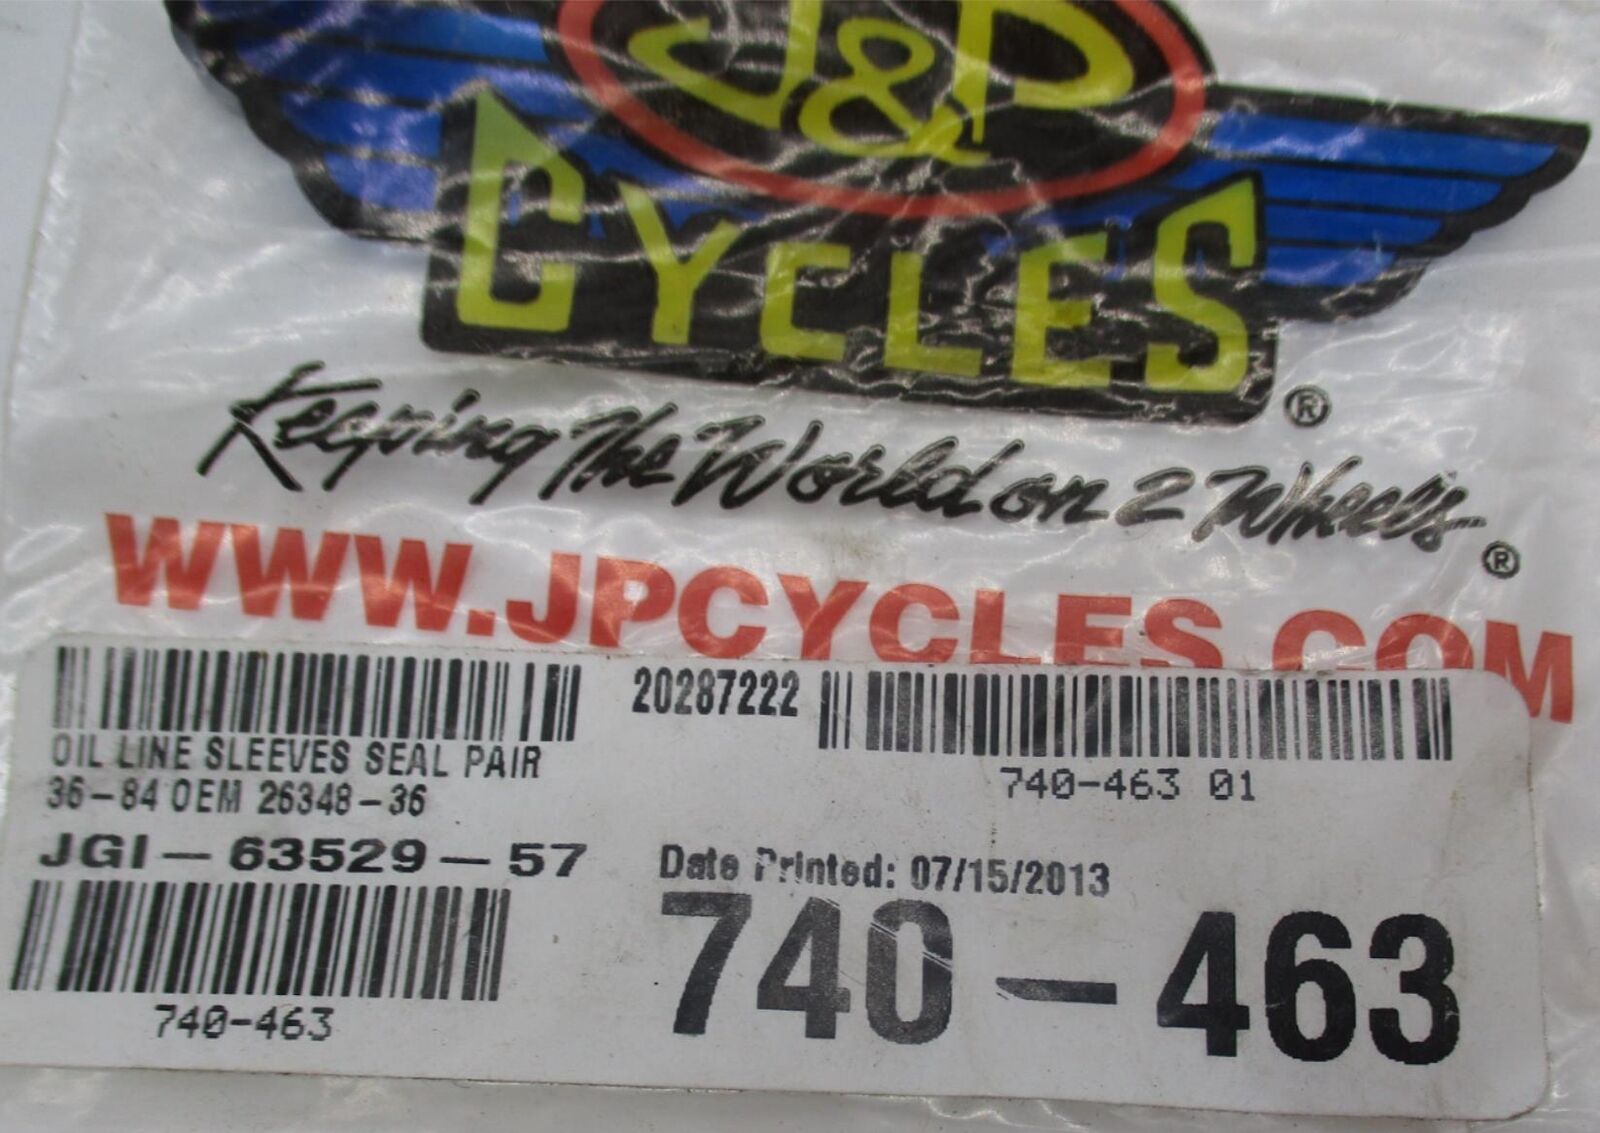 J&P
CYCLES®
Keeping The World on 2 Wheels®
WWW.JPCYCLES.COM
20287222
OIL LINE SLEEVES SEAL PAIR
740-463 01
36-84 OEM 26348-36
JGI-63529-57
Date Printed: 07/15/2013
740-463
740-463